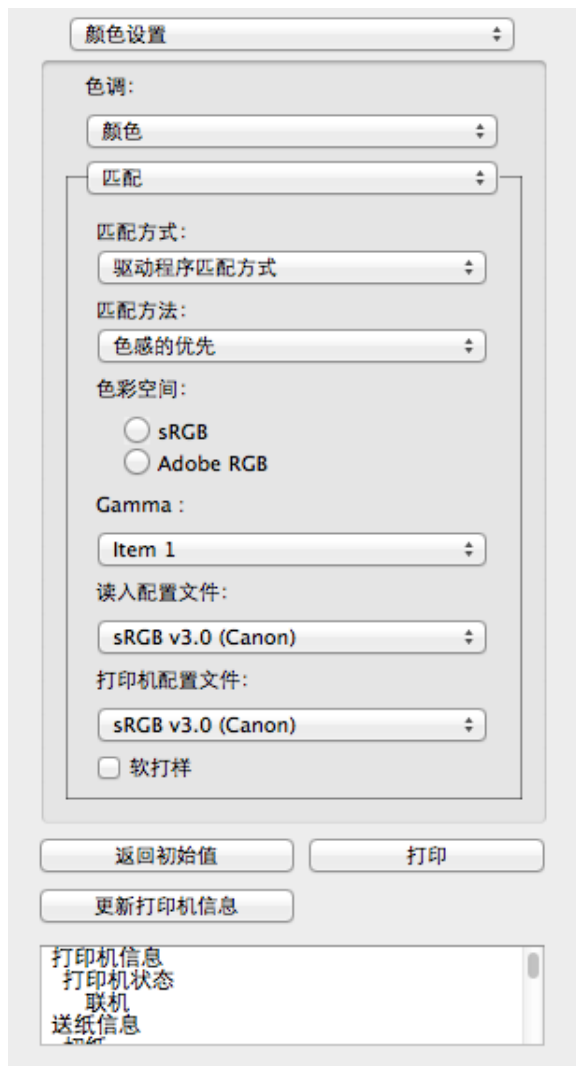 颜色设置
色调:
颜色
匹配
匹配方式:
驱动程序匹配方式
匹配方法:
色感的优先
色彩空间:
sRGB
Adobe RGB
Gamma :
Item 1
读入配置文件:
sRGB v3.0 (Canon)
打印机配置文件:
sRGB v3.0 (Canon)
软打样
返回初始值
打印
更新打印机信息
打印机信息
打印机状态
联机
送纸信息